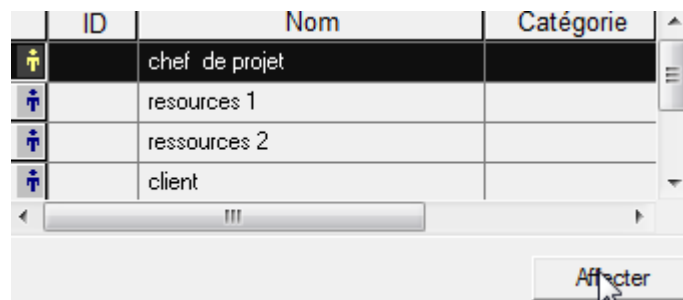 ID Nom Catégorie
chef de projet
resources 1
ressources 2
client
Affecter